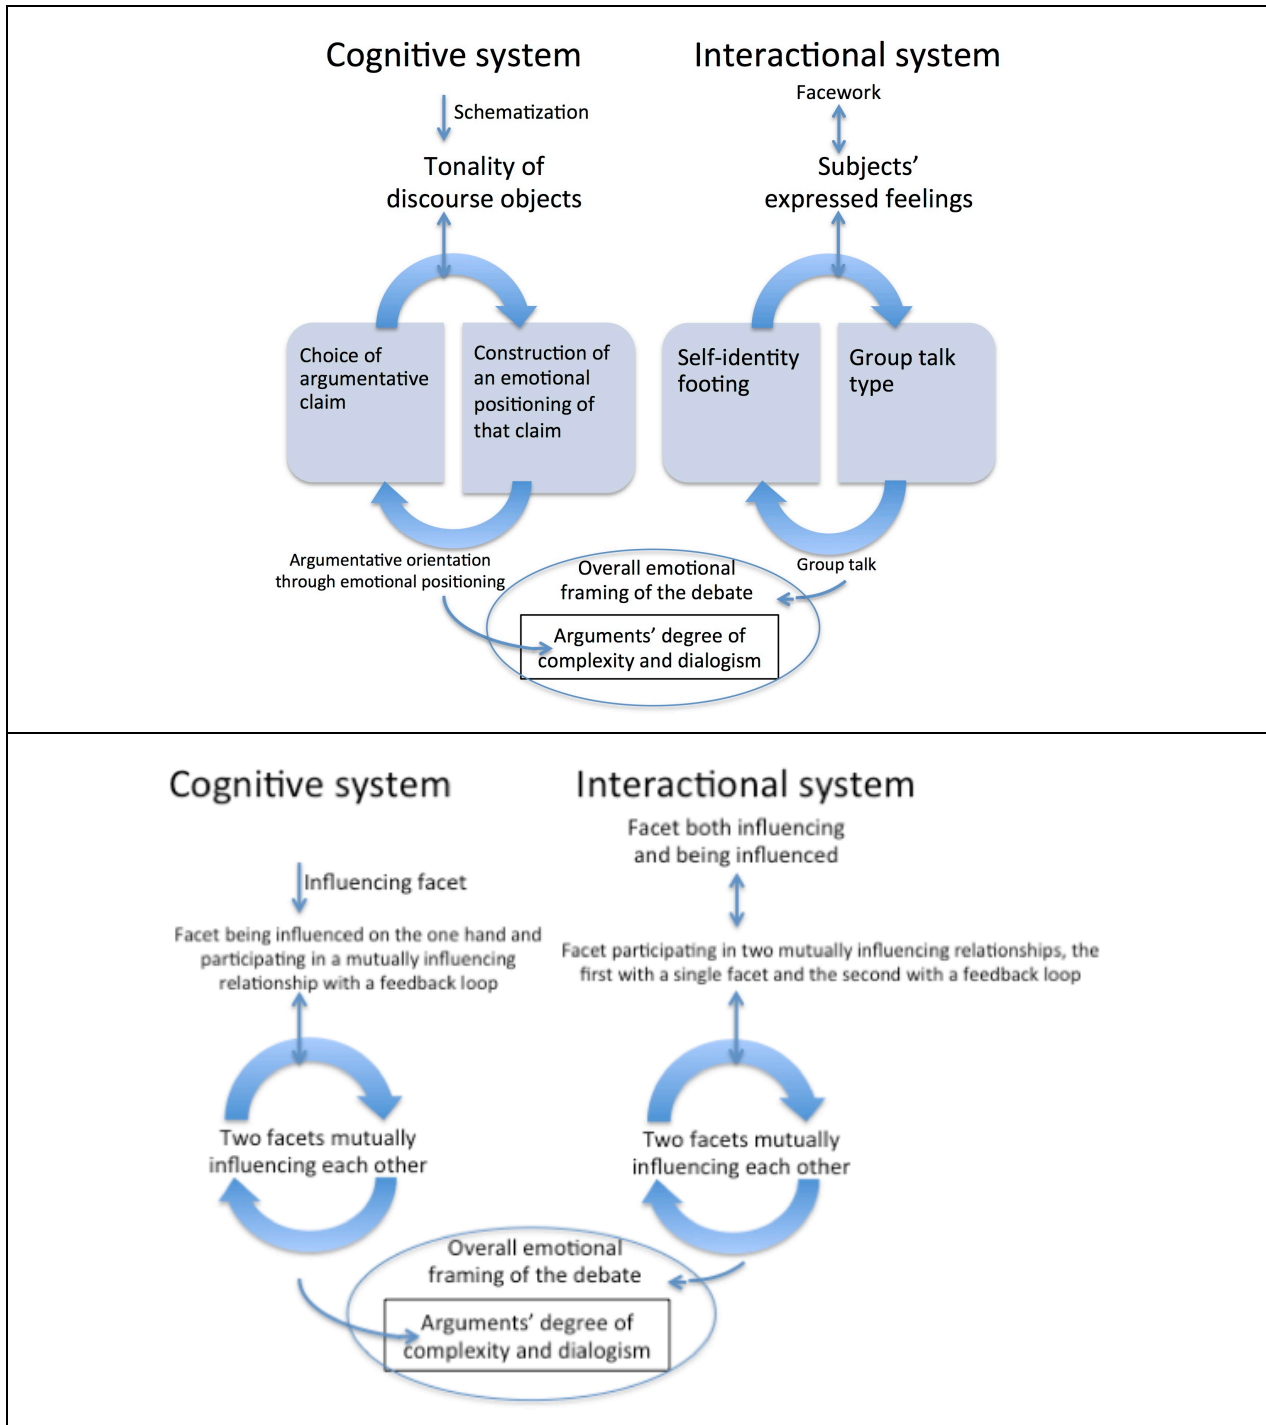 Cognitive system
Schematization
Tonality of
discourse objects
Choice of
argumentative
claim
Construction of
an emotional
positioning of
that claim
Argumentative orientation
through emotional positioning
Interactional system
Facework
Subjects’
expressed feelings
Self-identity
footing
Group talk
type
Group talk
Overall emotional
framing of the debate
Arguments’ degree of
complexity and dialogism
Cognitive system
Influencing facet
Facet being influenced on the one hand and
participating in a mutually influencing
relationship with a feedback loop
Two facets mutually
influencing each other
Interactional system
Facet both influencing
and being influenced
Facet participating in two mutually influencing relationships, the
first with a single facet and the second with a feedback loop
Two facets mutually
influencing each other
Overall emotional
framing of the debate
Arguments’ degree of
complexity and dialogism